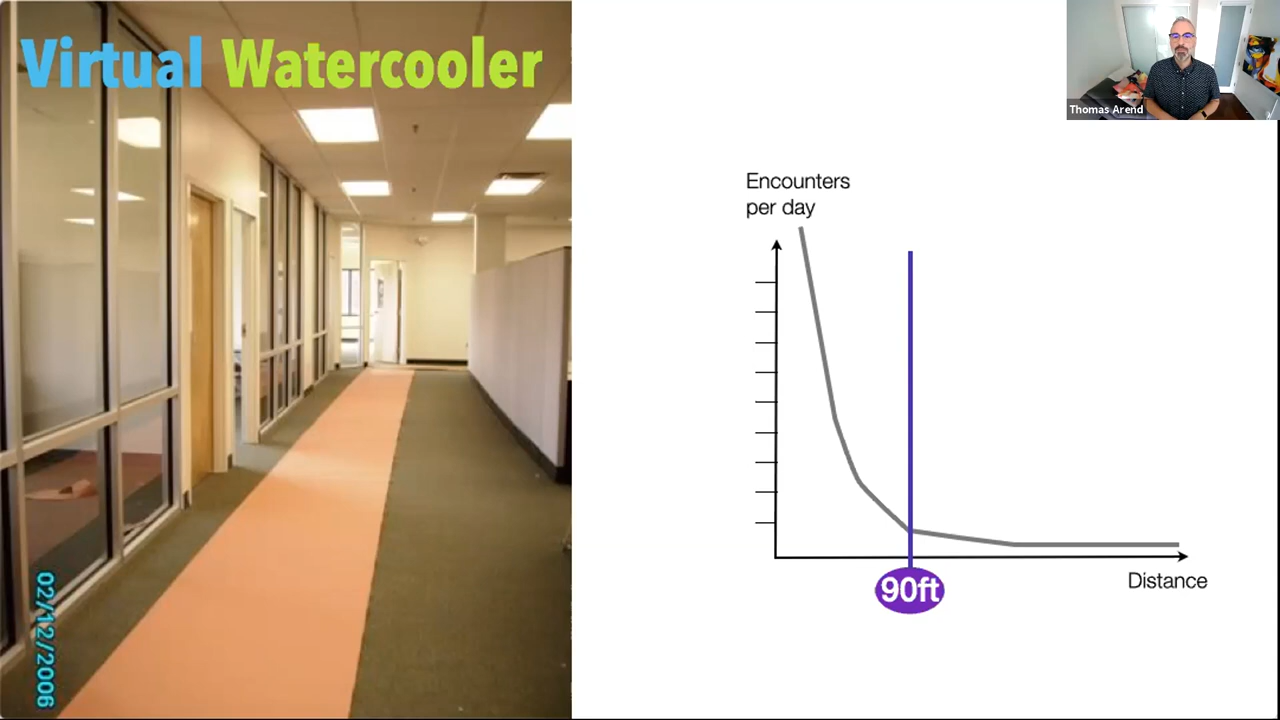 Virtual Watercooler
02/12/2006
Encounters
per day
90ft
Distance
Thomas Arend